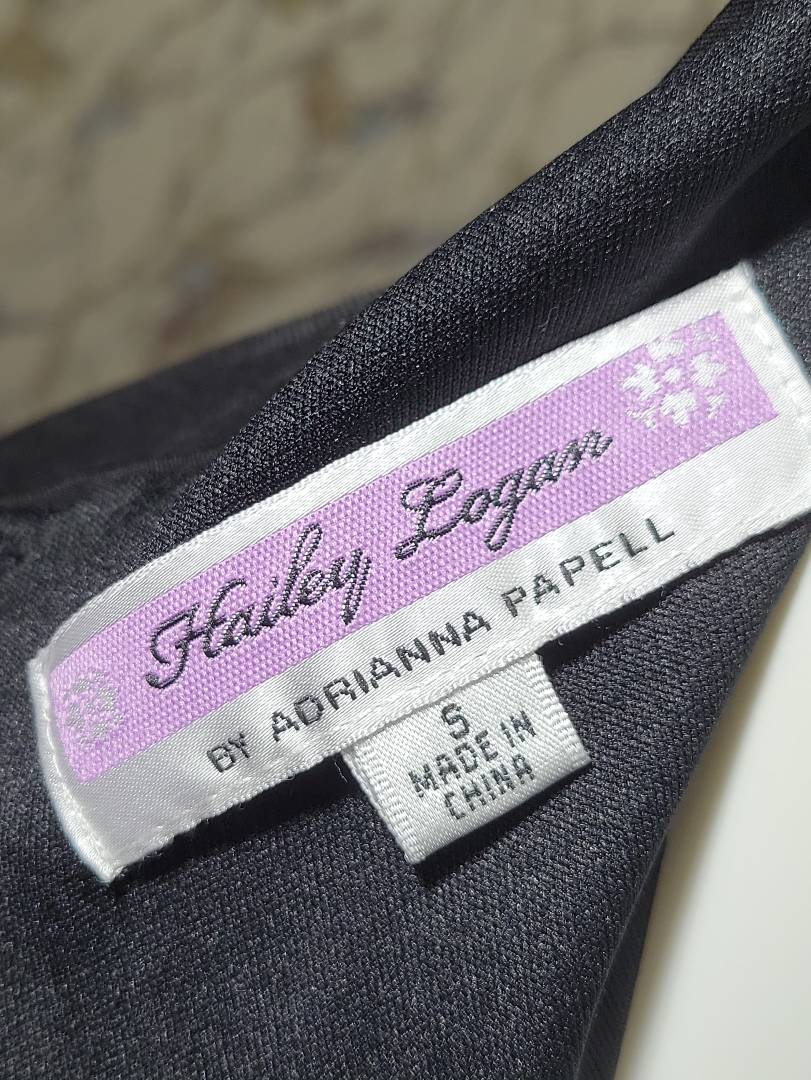 Hailey Logan
BY ADRIANNA PAPELL
S
MADE IN
CHINA